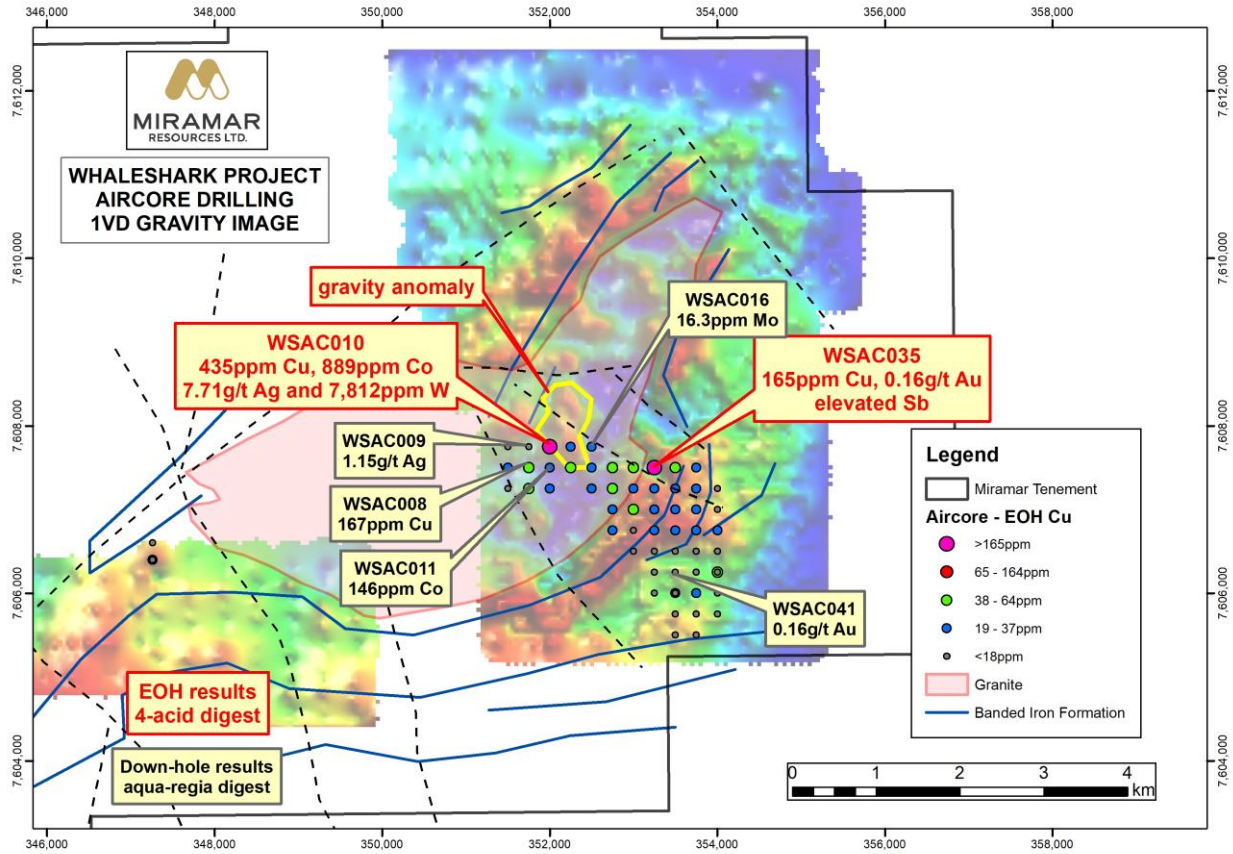 346,000
348,000
350,000
352,000
354,000
356,000
358,000
7,612,000
7,610,000
7,608,000
7,606,000
7,604,000
7,612,000
7,610,000
7,608,000
7,606,000
7,604,000
MIRAMAR
RESOURCES LTD.
WHALESHARK PROJECT
AIRCORE DRILLING
1VD GRAVITY IMAGE
gravity anomaly
WSAC010
435ppm Cu, 889ppm Co
7.71g/t Ag and 7,812ppm W
WSAC016
16.3ppm Mo
WSAC035
165ppm Cu, 0.16g/t Au
elevated Sb
WSAC009
1.15g/t Ag
WSAC008
167ppm Cu
WSAC011
146ppm Co
WSAC041
0.16g/t Au
EOH results
4-acid digest
Down-hole results
aqua-regia digest
Legend
Miramar Tenement
Aircore - EOH Cu
>165ppm
65 - 164ppm
38 - 64ppm
19 - 37ppm
<18ppm
Granite
Banded Iron Formation
0 1 2 3 4
km
346,000
348,000
350,000
352,000
354,000
356,000
358,000